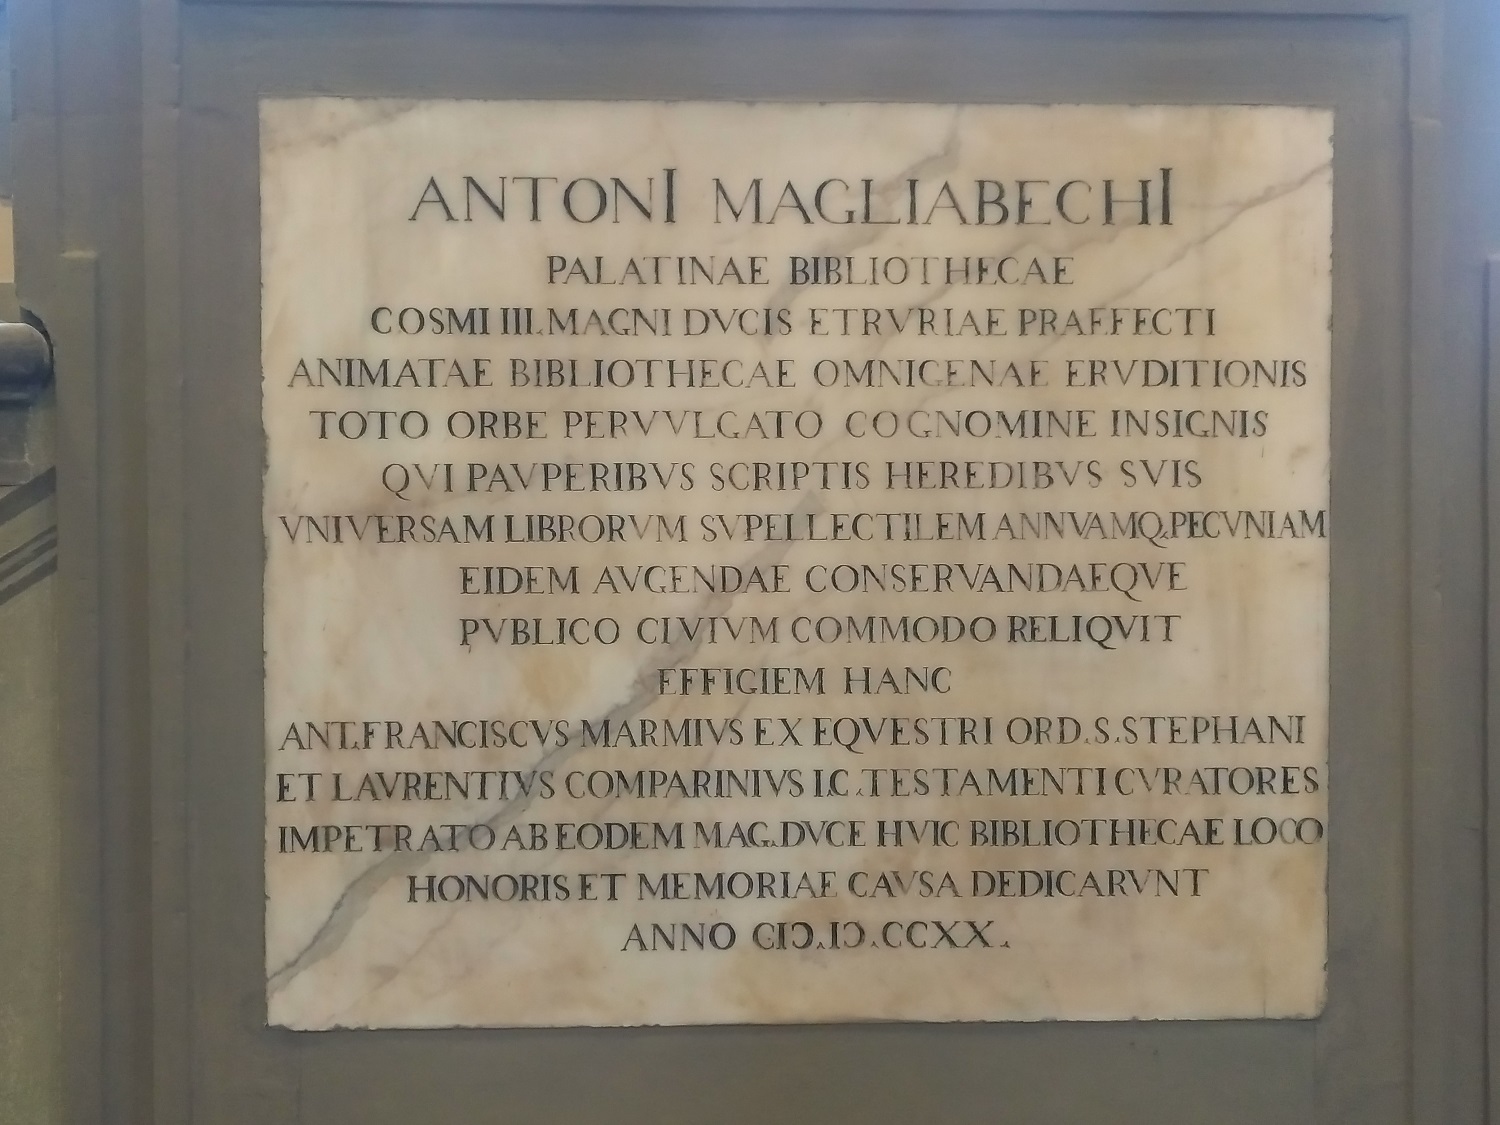 ANTONI MAGLIABECHI
PALATINAE BIBLIOTHECAE
COSMI III. MAGNI DVCIS ETRVRIAE PRAEFECTI
ANIMATAE BIBLIOTHECAE OMNIGENAE ERVDITIONIS
TOTO ORBE PERVVLGATO COGNOMINE INSIGNIS
QVI PAVPERIBVS SCRIPTIS HEREDIBVS SVIS
VNIVERSAM LIBRORVM SVPELLECTILEM ANNVAMQ.PECVNIAM
EIDEM AVGENDAE CONSERVANDAEQVE
PVBLICO CIVIVM COMMODO RELIQVIT
EFFIGIEM HANC
ANT.FRANCISCVS MARMIVS EX EQVESTRI ORD.S.STEPHANI
ET LAVRENTIVS COMPARINIVS I.C.TESTAMENTI CVRATORES
IMPETRATO AB EODEM MAG.DVCE HVIC BIBLIOTHECAE LOCO
HONORIS ET MEMORIAE CAVSA DEDICARVNT
ANNO CIↃ.IↃ.CCXX.